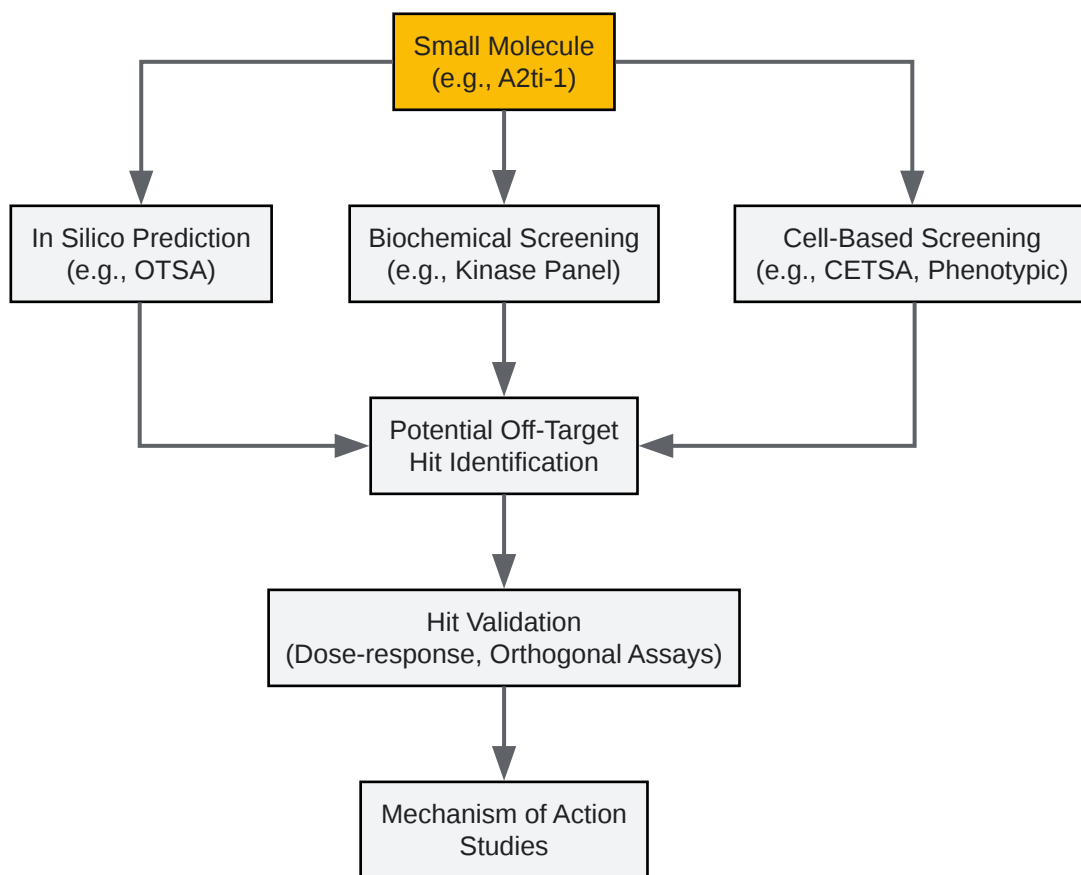 Small Molecule
(e.g., A2ti-1)
In Silico Prediction
(e.g., OTSA)
Biochemical Screening
(e.g., Kinase Panel)
Cell-Based Screening
(e.g., CETSA, Phenotypic)
Potential Off-Target
Hit Identification
Hit Validation
(Dose-response, Orthogonal Assays)
Mechanism of Action
Studies